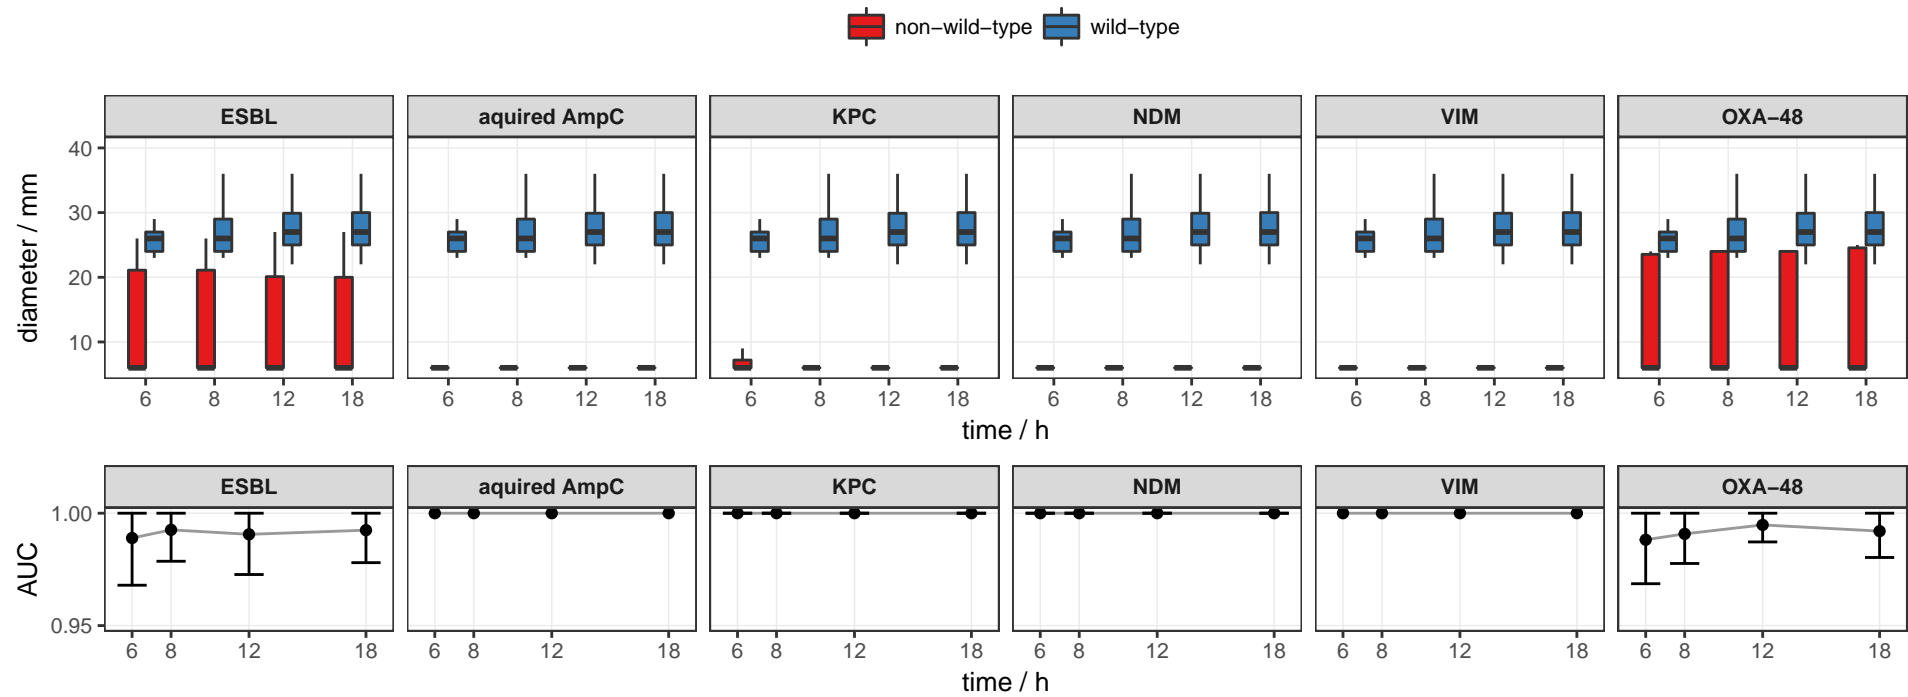 non−wild−type wild−type
ESBL aquired AmpC KPC NDM VIM OXA−48
diameter / mm
40
30
20
10
6 8 12 18 6 8 12 18 6 8 12 18 6 8 12 18 6 8 12 18 6 8 12 18
time / h
ESBL aquired AmpC KPC NDM VIM OXA−48
AUC
1.00
0.95
6 8 12 18 6 8 12 18 6 8 12 18 6 8 12 18 6 8 12 18 6 8 12 18
time / h